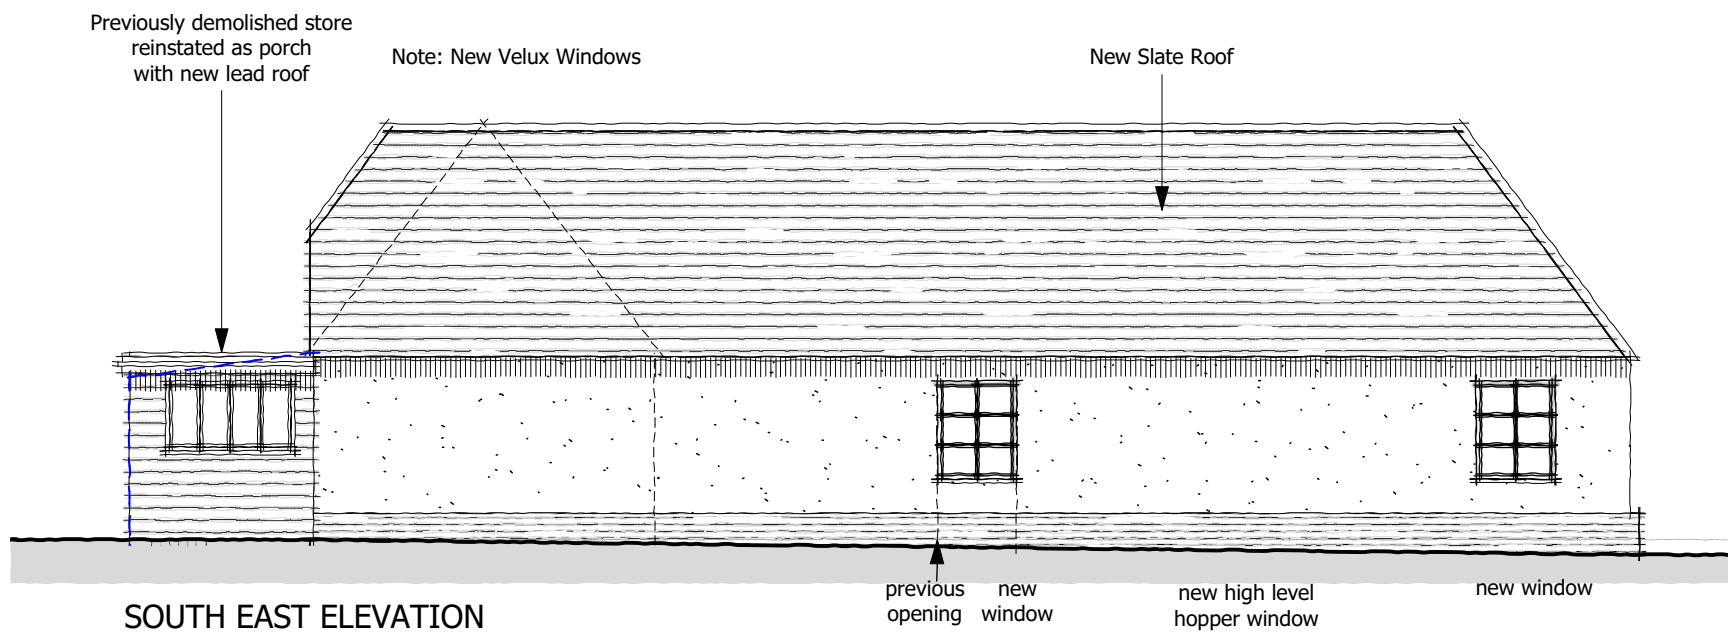 Previously demolished store
reinstated as porch
with new lead roof
Note: New Velux Windows
New Slate Roof
previous
opening
new
window
new high level
hopper window
new window
SOUTH EAST ELEVATION